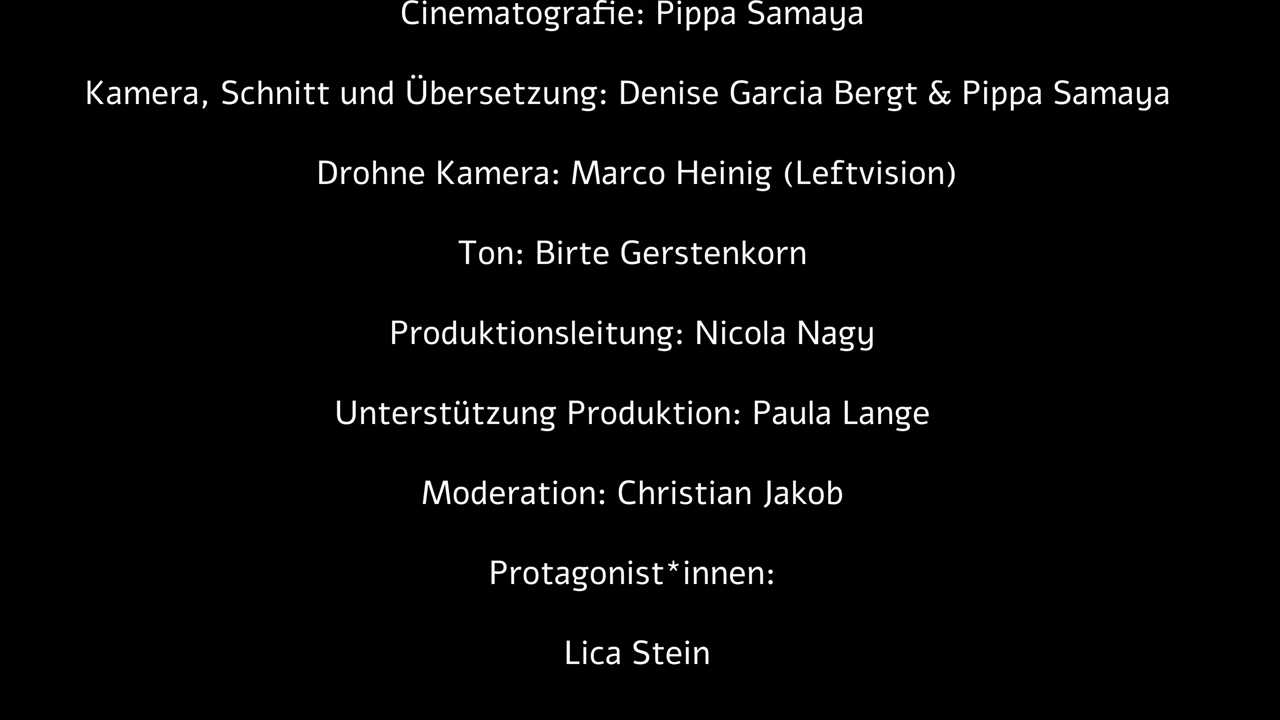 Cinematografie: Pippa Samaya
Kamera, Schnitt und Übersetzung: Denise Garcia Bergt & Pippa Samaya
Drohne Kamera: Marco Heinig (Leftvision)
Ton: Birte Gerstenkorn
Produktionsleitung: Nicola Nagy
Unterstützung Produktion: Paula Lange
Moderation: Christian Jakob
Protagonist*innen:
Lica Stein